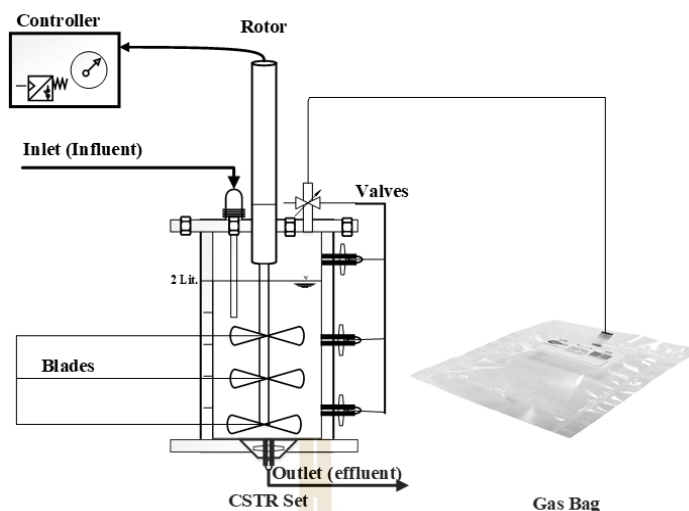 Controller
Rotor
Inlet (Influent)
Valves
2 Lit.
Blades
Outlet (effluent)
CSTR Set
Gas Bag